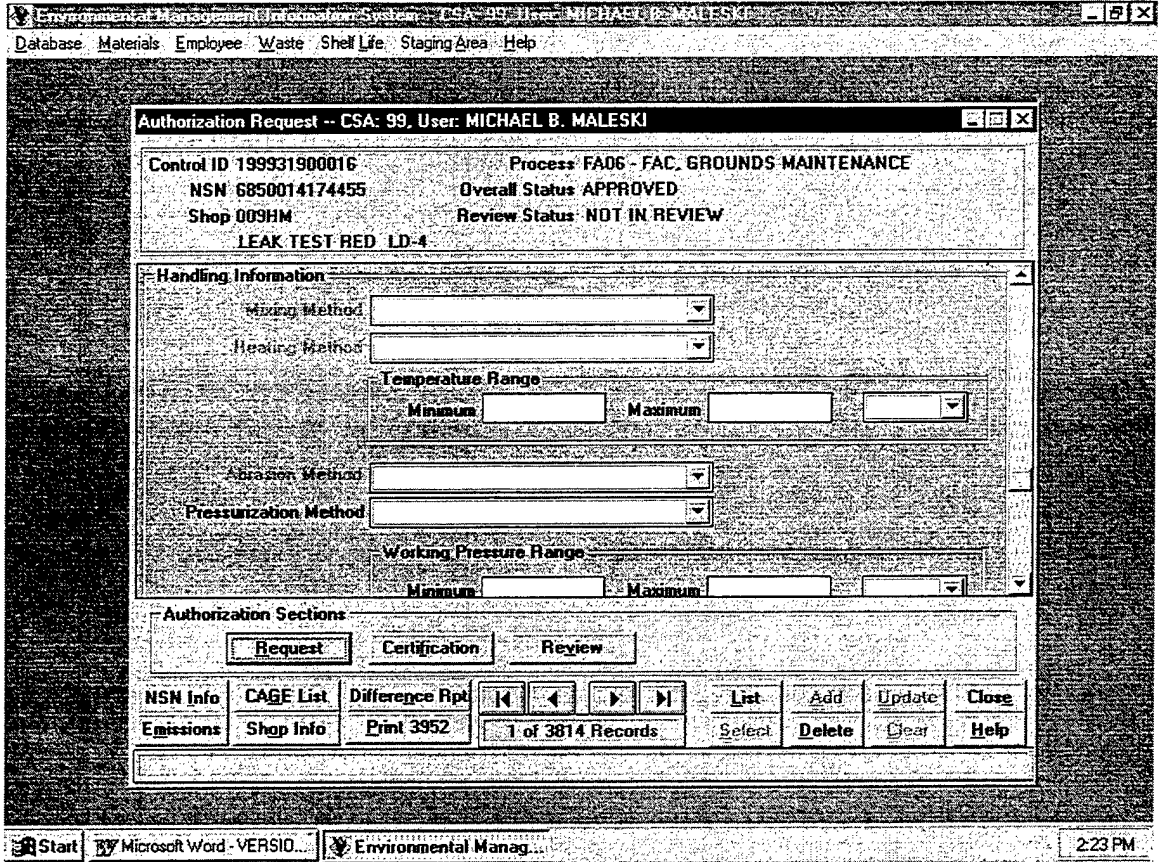 Environmental Management Information System -- CSA: 99, User: MICHAEL B. MALESKI
Database Materials Employee Waste Shelf Life Staging Area Help
Authorization Request -- CSA: 99, User: MICHAEL B. MALESKI
Control ID 199931900016 Process FA06 - FAC, GROUNDS MAINTENANCE
NSN 6850014174455 Overall Status APPROVED
Shop 009HM Review Status NOT IN REVIEW
LEAK TEST RED LD-4
Handling Information
Mixing Method
Heating Method
Temperature Range
Minimum Maximum
Abrasion Method
Pressurization Method
Working Pressure Range
Minimum Maximum
Authorization Sections
Request Certification Review
NSN Info CAGE List Difference Rpt List Add Update Close
Emissions Shop Info Print 3952 1 of 3814 Records Select Delete Clear Help
Start Microsoft Word - VERSIO... Environmental Manag... 2:23 PM